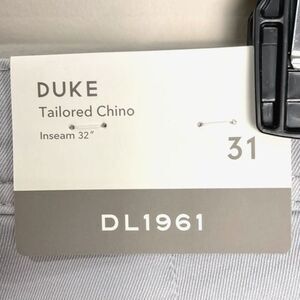 DUKE
Tailored Chino
Inseam 32"
31
DL1961